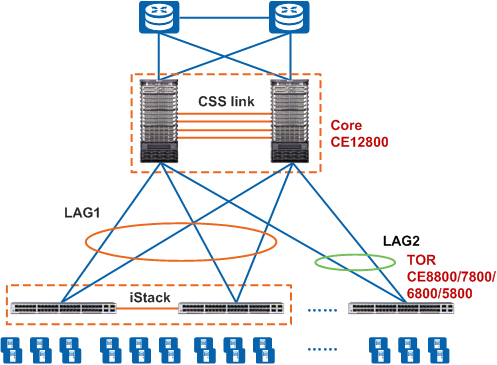 CSS link
Core
CE12800
LAG1
LAG2
TOR
CE8800/7800/
6800/5800
iStack
......
......